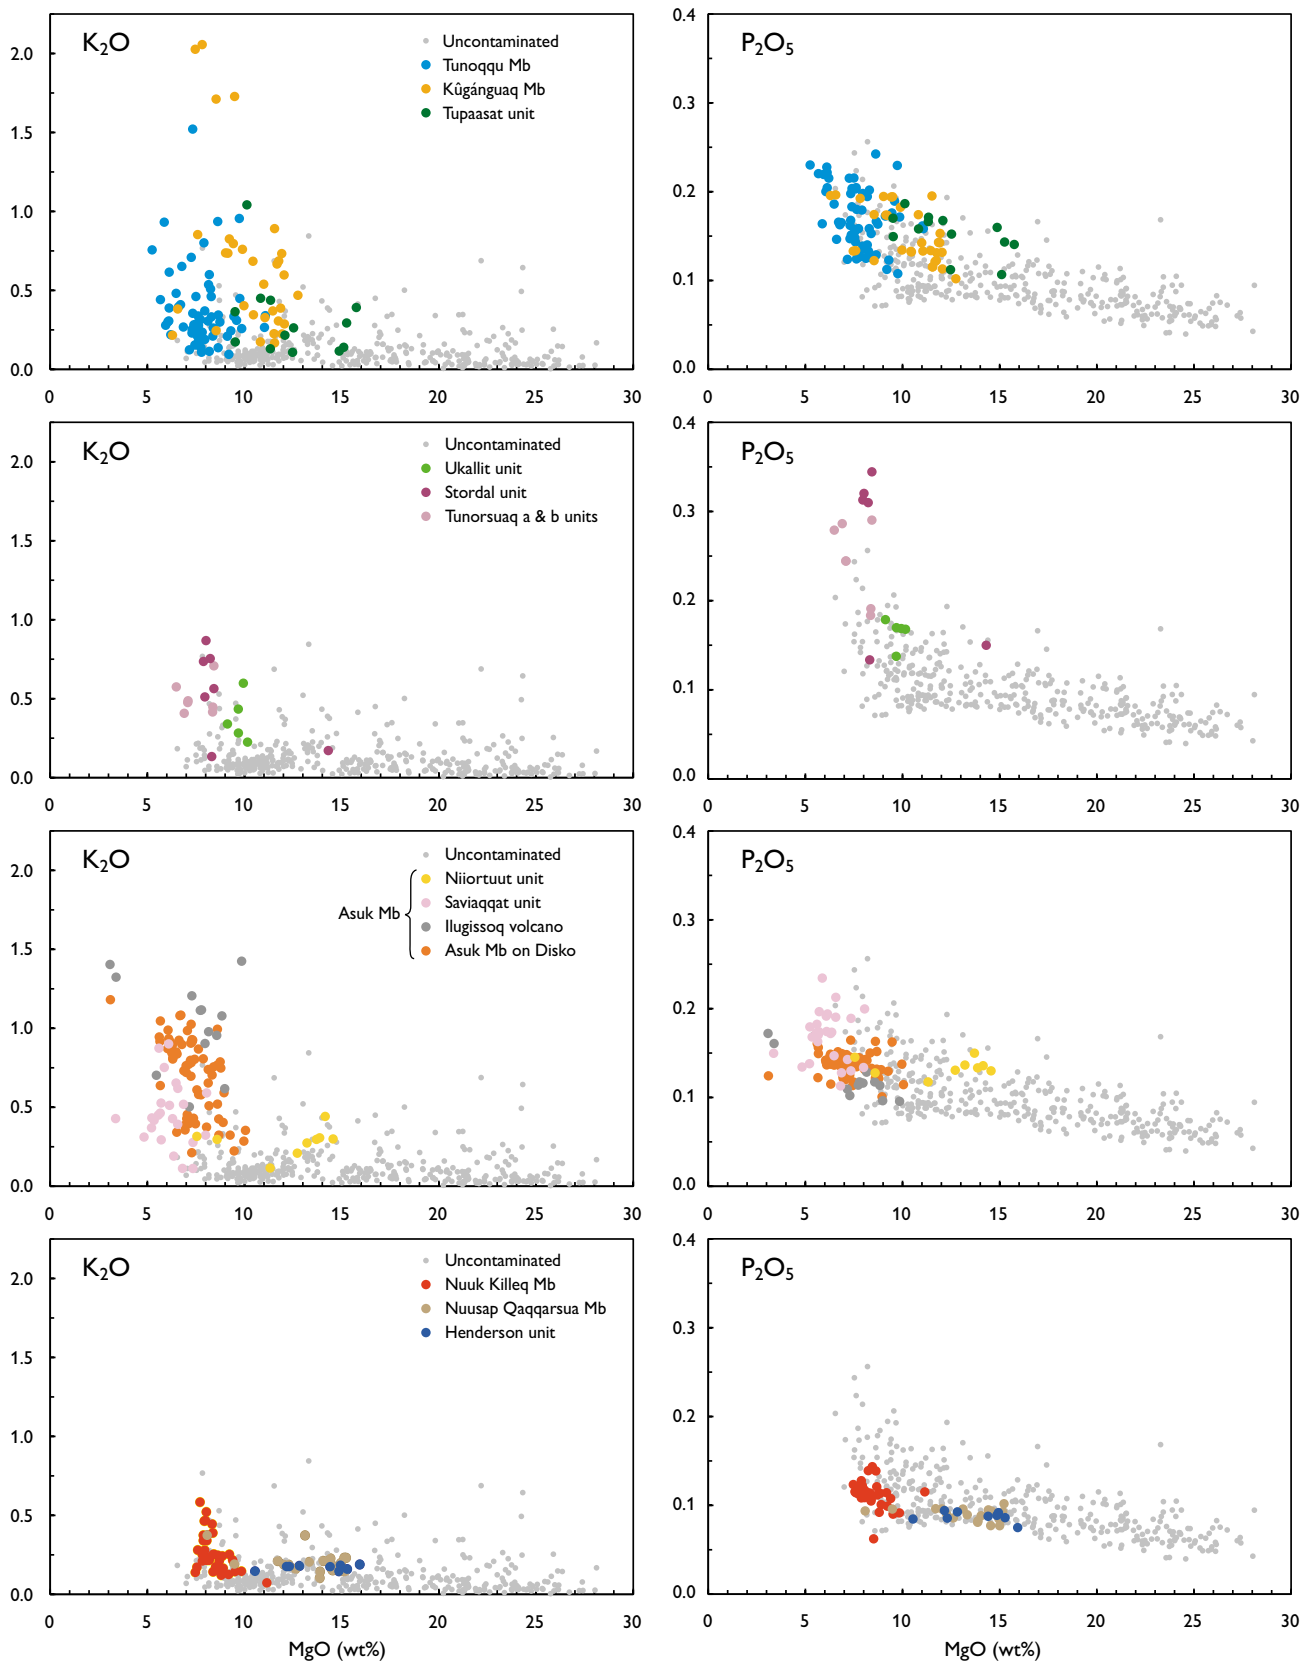 K₂O
Uncontaminated
Tunoqqu Mb
Kûgánguaq Mb
Tupaasat unit
2.0
1.5
1.0
0.5
0.0
0 5 10 15 20 25 30
P₂O₅
0.4
0.3
0.2
0.1
0.0
0 5 10 15 20 25 30
K₂O
Uncontaminated
Ukallit unit
Stordal unit
Tunorsuaq a & b units
2.0
1.5
1.0
0.5
0.0
0 5 10 15 20 25 30
P₂O₅
0.4
0.3
0.2
0.1
0.0
0 5 10 15 20 25 30
K₂O
Uncontaminated
Asuk Mb
Niiortuut unit
Saviaqqat unit
Ilugissoq volcano
Asuk Mb on Disko
2.0
1.5
1.0
0.5
0.0
0 5 10 15 20 25 30
P₂O₅
0.4
0.3
0.2
0.1
0.0
0 5 10 15 20 25 30
K₂O
Uncontaminated
Nuuk Killeq Mb
Nuusap Qaqqarsua Mb
Henderson unit
2.0
1.5
1.0
0.5
0.0
0 5 10 15 20 25 30
MgO (wt%)
P₂O₅
0.4
0.3
0.2
0.1
0.0
0 5 10 15 20 25 30
MgO (wt%)